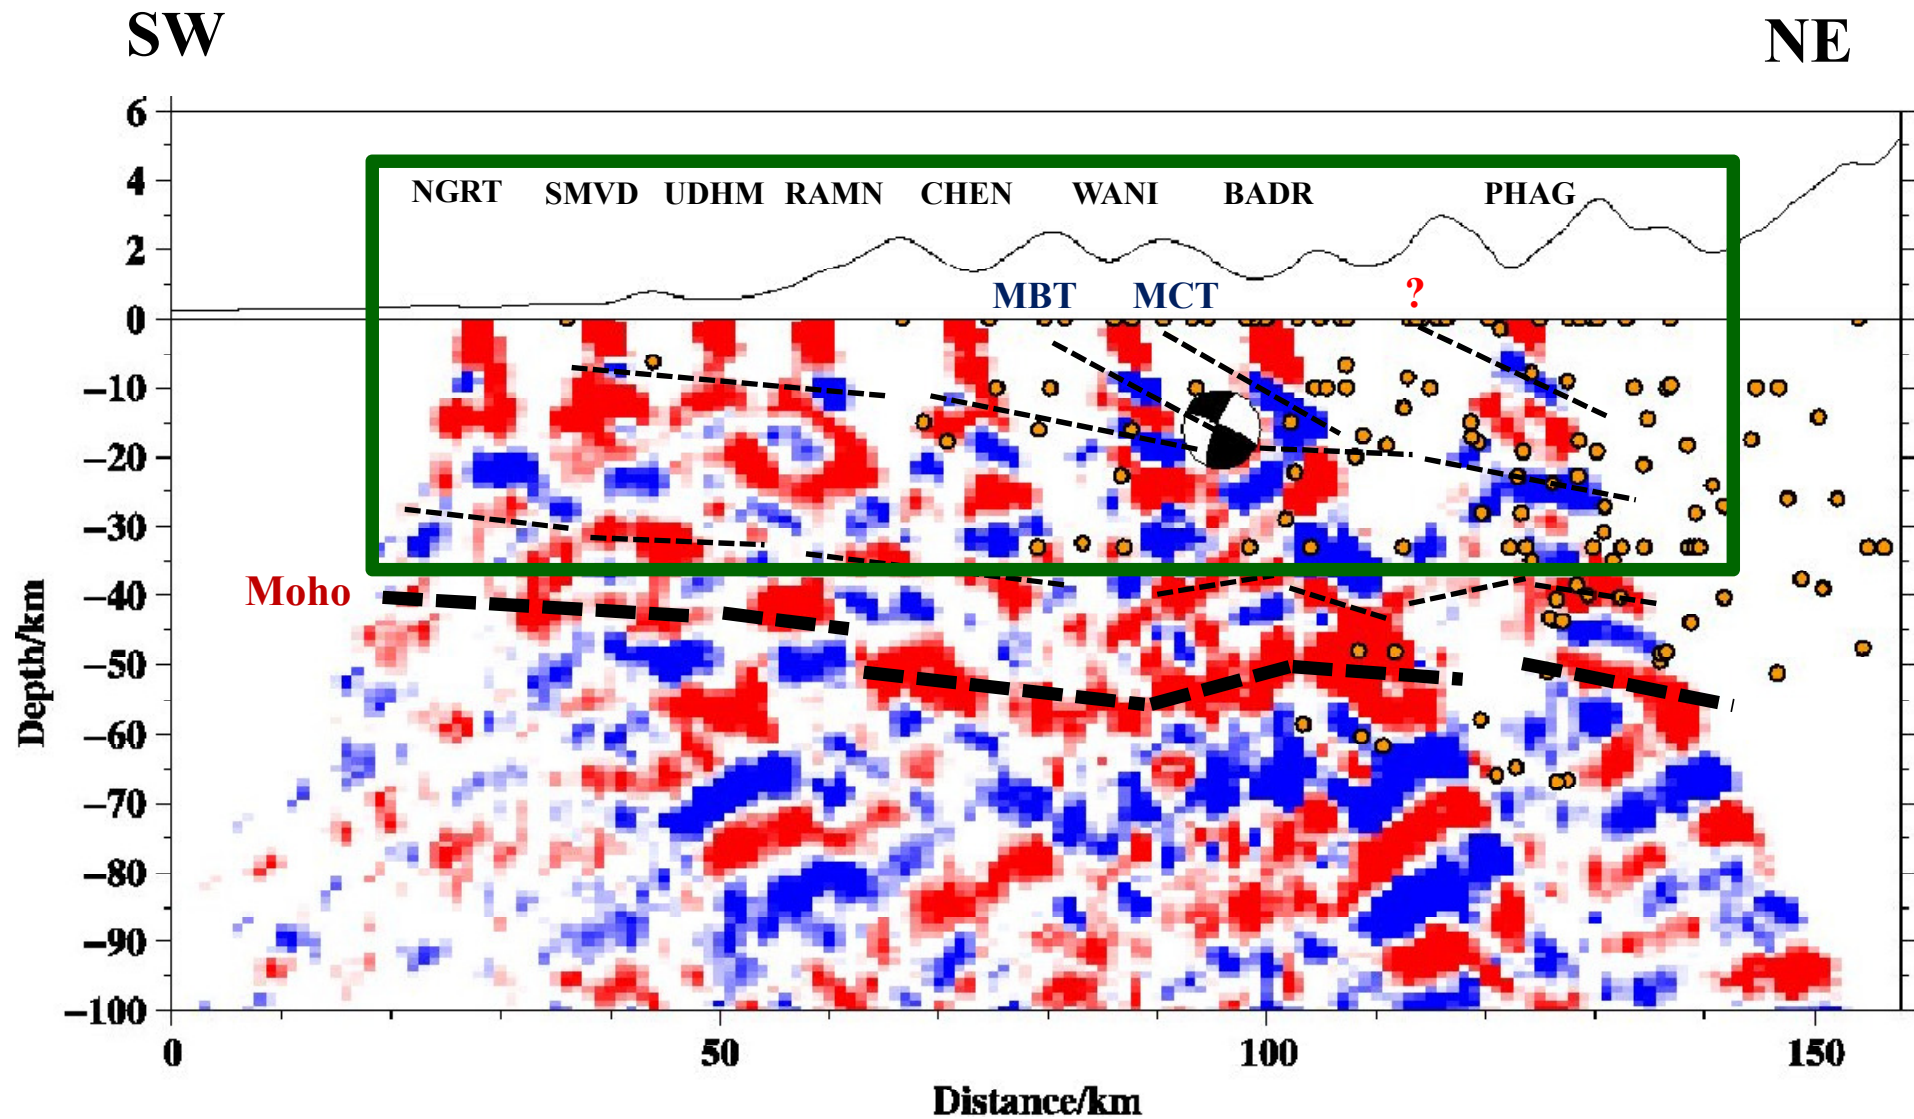 SW NE
6
4
NGRT SMVD UDHM RAMN CHEN WANI BADR PHAG
2
MBT MCT ?
0
−10
−20
−30
−40
Moho
−50
−60
−70
−80
−90
−100
Depth/km
0 50 100 150
Distance/km